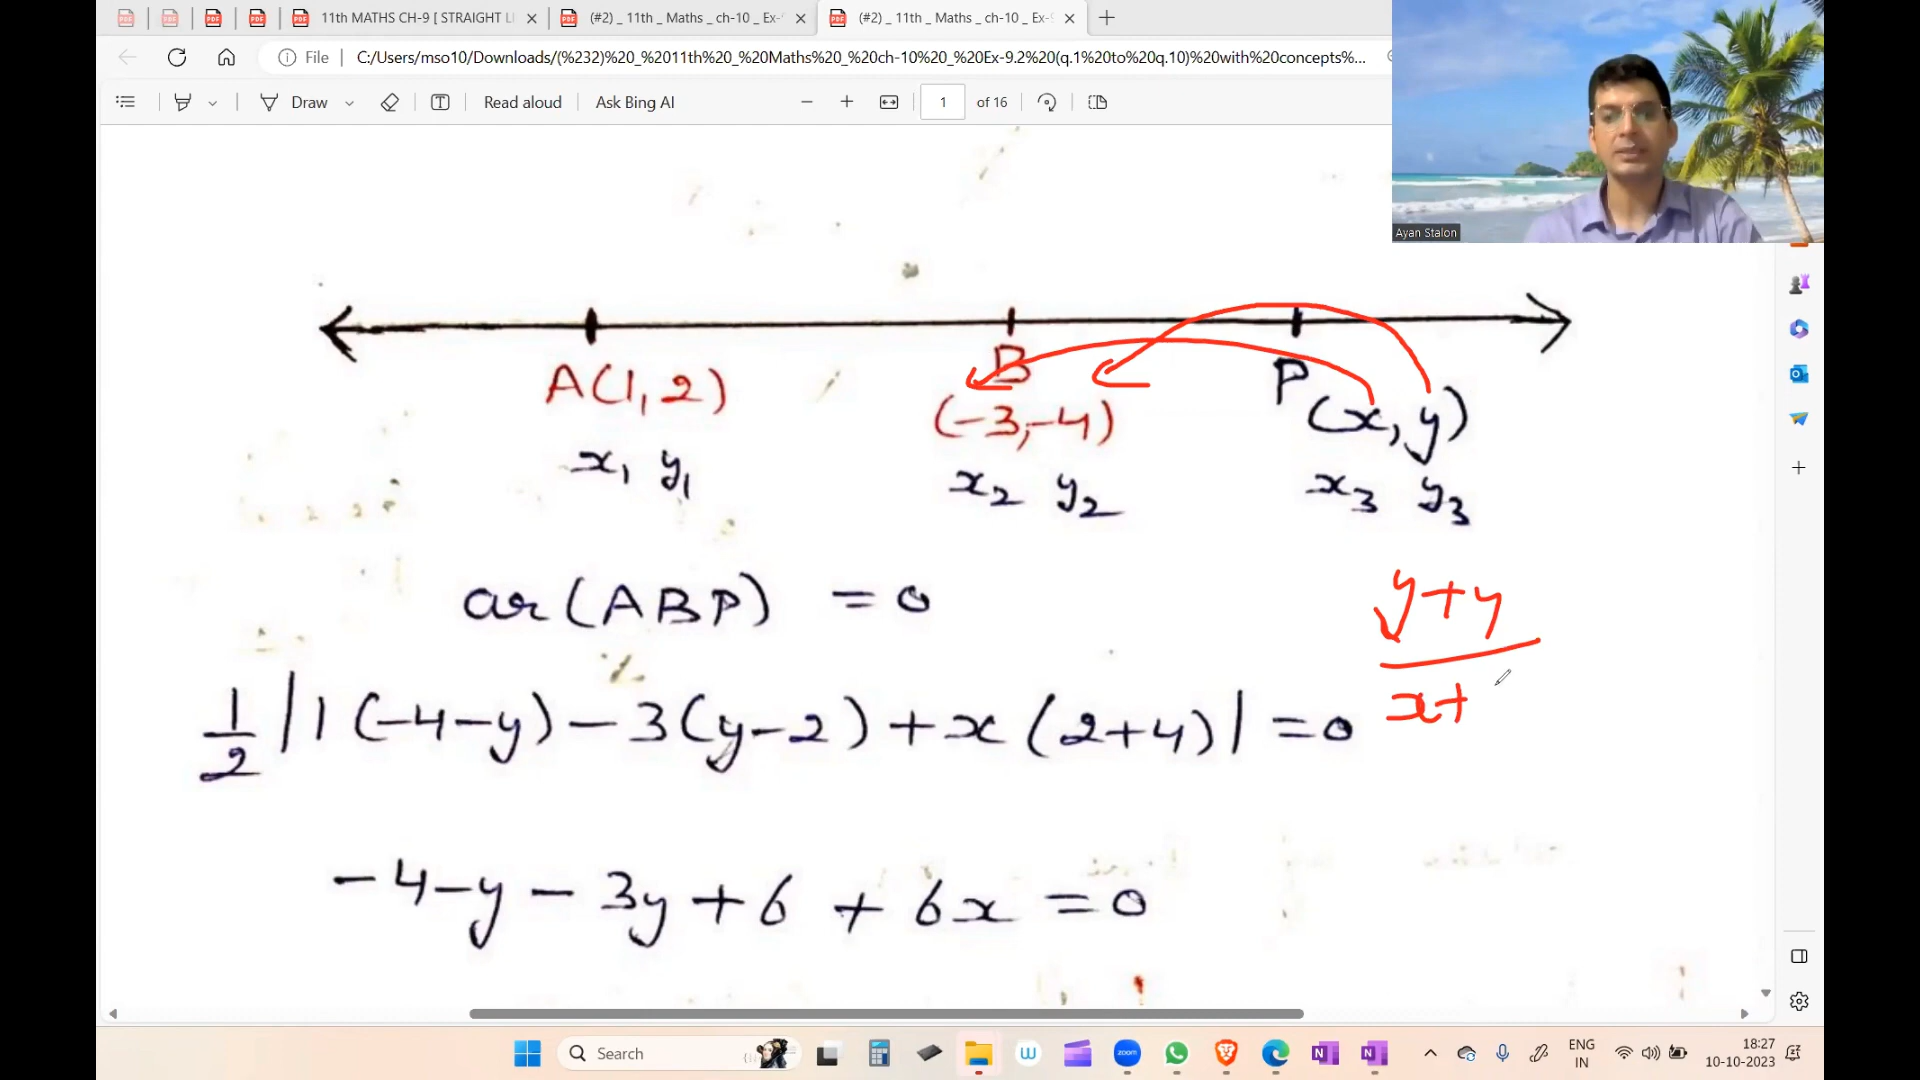 11th MATHS CH-9 [ STRAIGHT LI
(#2) _ 11th _ Maths _ ch-10 _ Ex-
(#2) _ 11th _ Maths _ ch-10 _ Ex-9
File | C:/Users/mso10/Downloads/(%232)%20_%2011th%20_%20Maths%20_%20ch-10%20_%20Ex-9.2%20(q.1%20to%20q.10)%20with%20concepts%...
Draw Read aloud Ask Bing AI 1 of 16
Ayan Stalon
A(1, 2) B P
(-3, -4) (x, y)
x₁ y₁ x₂ y₂ x₃ y₃
ar(ABP) = 0
y+y
x+
1/2 |1(-4-y) - 3(y-2) + x(2+4)| = 0
-4-y-3y+6+6x=0
Search
zoom
ENG
IN
18:27
10-10-2023